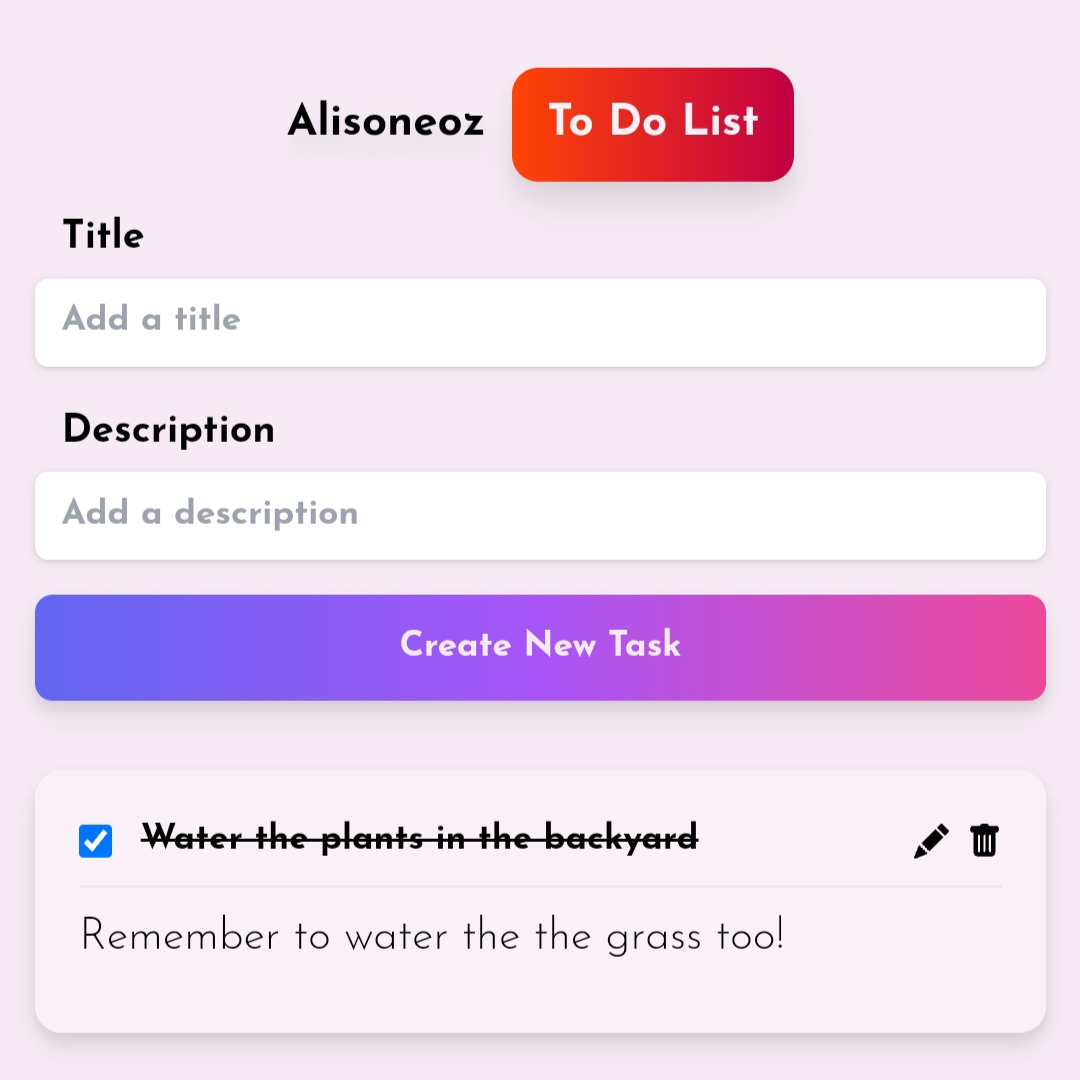 Alisoneoz To Do List
Title
Add a title
Description
Add a description
Create New Task
Water the plants in the backyard
Remember to water the the grass too!